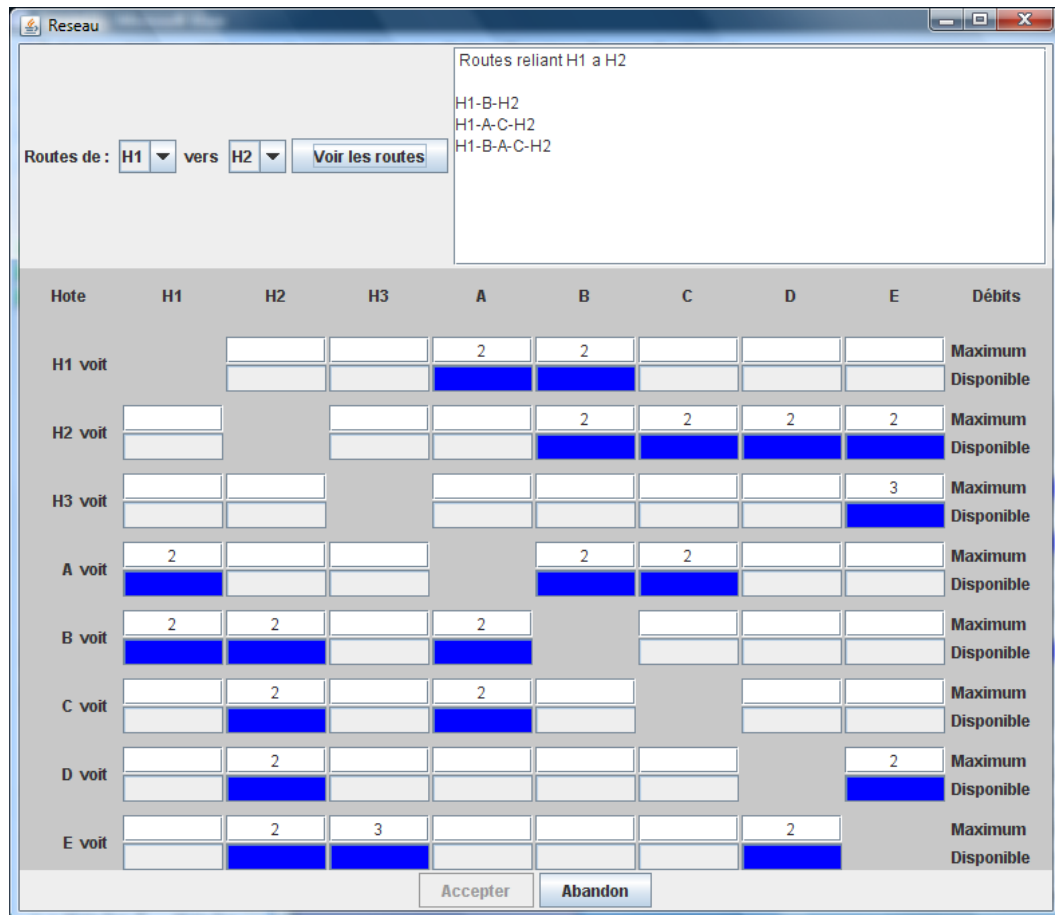 Reseau
Routes reliant H1 a H2
H1-B-H2
H1-A-C-H2
H1-B-A-C-H2
Routes de : H1 vers H2 Voir les routes
Hote H1 H2 H3 A B C D E Débits
H1 voit 2 2 Maximum
Disponible
H2 voit 2 2 2 2 Maximum
Disponible
H3 voit 3 Maximum
Disponible
A voit 2 2 2 Maximum
Disponible
B voit 2 2 2 Maximum
Disponible
C voit 2 2 Maximum
Disponible
D voit 2 2 Maximum
Disponible
E voit 2 3 2 Maximum
Disponible
Accepter Abandon